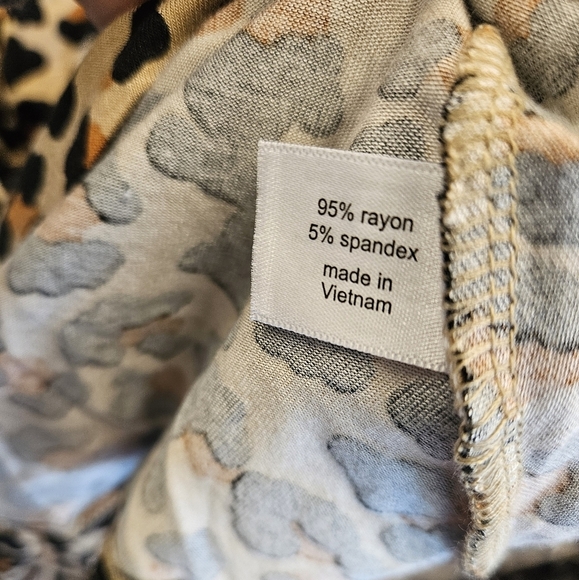 95% rayon
5% spandex
made in
Vietnam